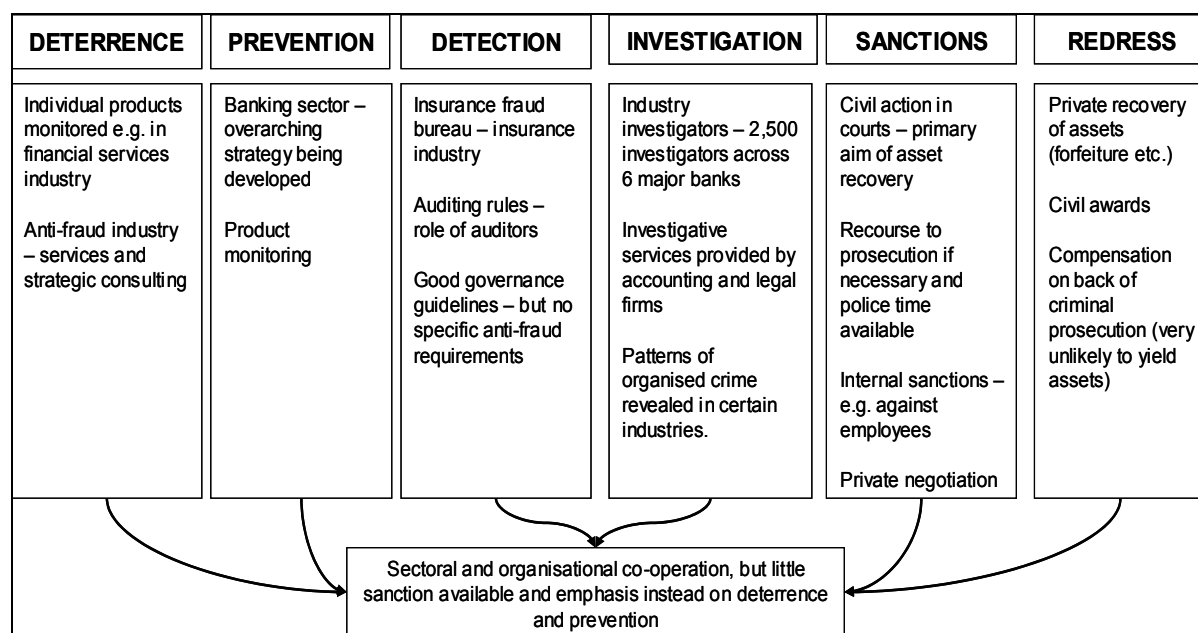 DETERRENCE
PREVENTION
DETECTION
INVESTIGATION
SANCTIONS
REDRESS
Individual products
monitored e.g. in
financial services
industry
Anti-fraud industry
– services and
strategic consulting
Banking sector –
overarching
strategy being
developed
Product
monitoring
Insurance fraud
bureau – insurance
industry
Auditing rules –
role of auditors
Good governance
guidelines – but no
specific anti-fraud
requirements
Industry
investigators – 2,500
investigators across
6 major banks
Investigative
services provided by
accounting and legal
firms
Patterns of
organised crime
revealed in certain
industries.
Civil action in
courts – primary
aim of asset
recovery
Recourse to
prosecution if
necessary and
police time
available
Internal sanctions –
e.g. against
employees
Private negotiation
Private recovery
of assets
(forfeiture etc.)
Civil awards
Compensation
on back of
criminal
prosecution (very
unlikely to yield
assets)
Sectoral and organisational co-operation, but little
sanction available and emphasis instead on deterrence
and prevention